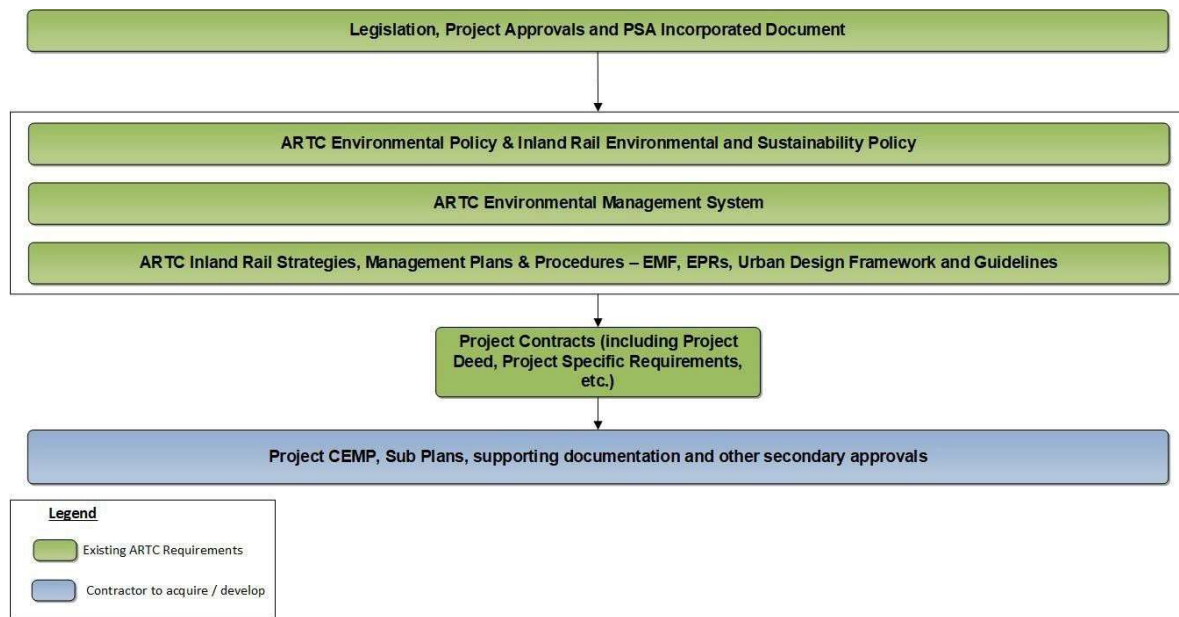 Legislation, Project Approvals and PSA Incorporated Document
ARTC Environmental Policy & Inland Rail Environmental and Sustainability Policy
ARTC Environmental Management System
ARTC Inland Rail Strategies, Management Plans & Procedures – EMF, EPRs, Urban Design Framework and Guidelines
Project Contracts (including Project
Deed, Project Specific Requirements,
etc.)
Project CEMP, Sub Plans, supporting documentation and other secondary approvals
Legend
Existing ARTC Requirements
Contractor to acquire / develop